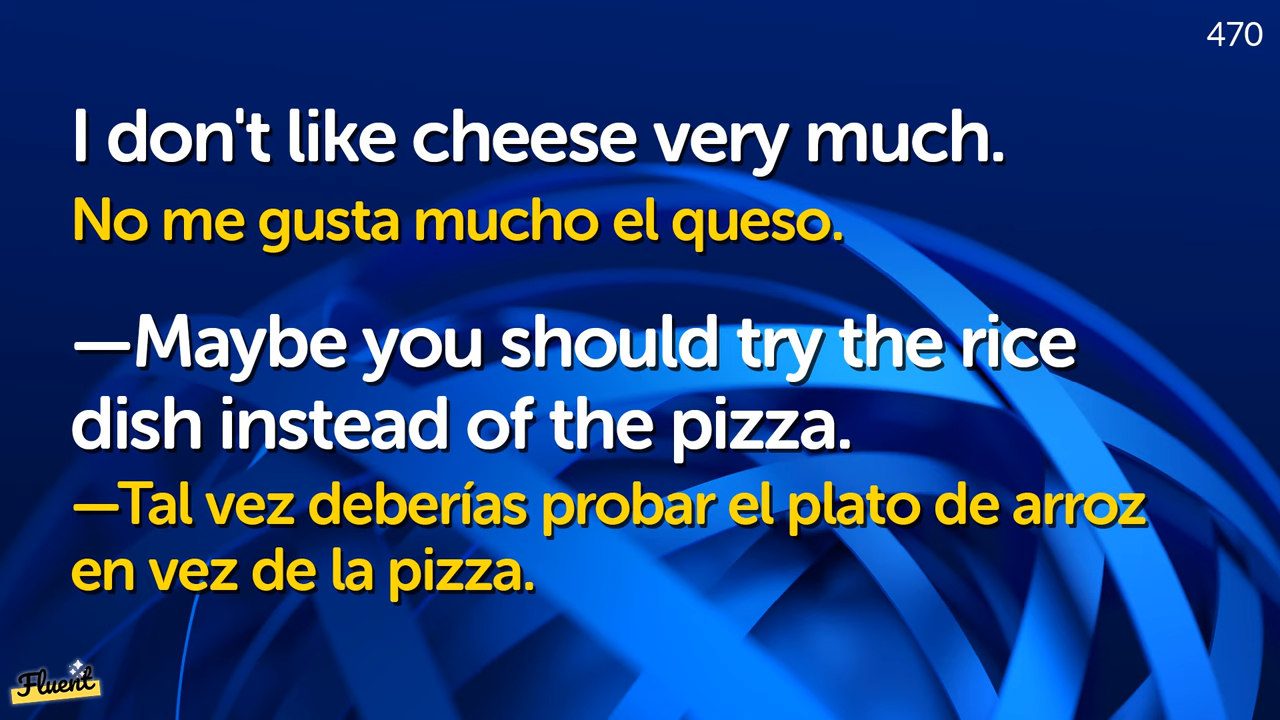 470
I don't like cheese very much.
No me gusta mucho el queso.
—Maybe you should try the rice
dish instead of the pizza.
—Tal vez deberías probar el plato de arroz
en vez de la pizza.
Fluent